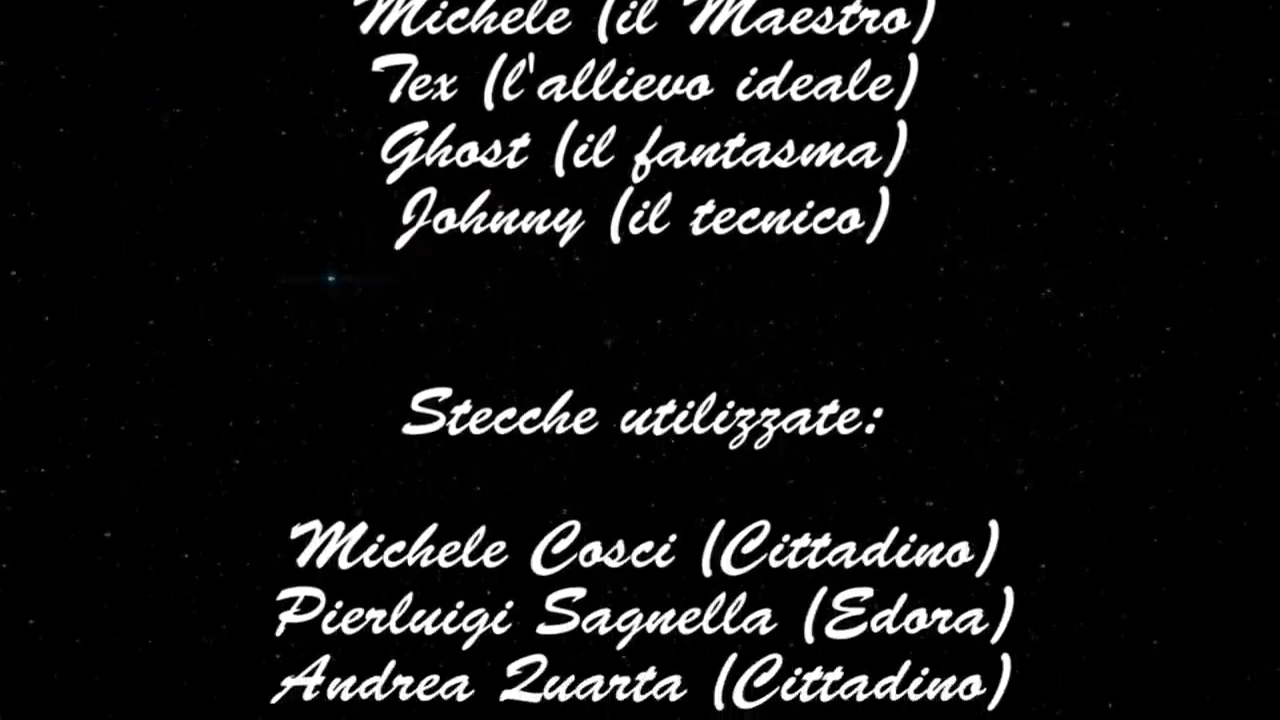 Michele (il Maestro)
Tex (l'allievo ideale)
Ghost (il fantasma)
Johnny (il tecnico)
Stecche utilizzate:
Michele Cosci (Cittadino)
Pierluigi Sagnella (Edora)
Andrea Quarta (Cittadino)